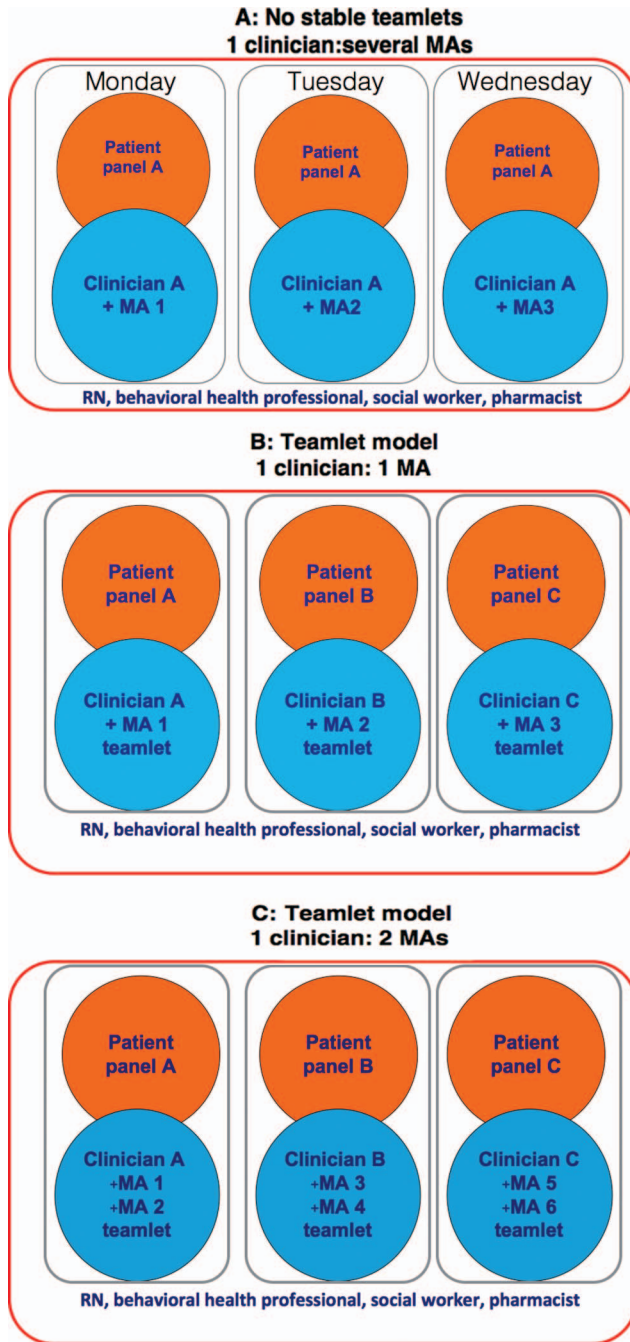 A: No stable teamlets
1 clinician:several MAs
Monday
Tuesday
Wednesday
Patient
panel A
Patient
panel A
Patient
panel A
Clinician A
+ MA 1
Clinician A
+ MA2
Clinician A
+ MA3
RN, behavioral health professional, social worker, pharmacist
B: Teamlet model
1 clinician: 1 MA
Patient
panel A
Patient
panel B
Patient
panel C
Clinician A
+ MA 1
teamlet
Clinician B
+ MA 2
teamlet
Clinician C
+ MA 3
teamlet
RN, behavioral health professional, social worker, pharmacist
C: Teamlet model
1 clinician: 2 MAs
Patient
panel A
Patient
panel B
Patient
panel C
Clinician A
+MA 1
+MA 2
teamlet
Clinician B
+MA 3
+MA 4
teamlet
Clinician C
+MA 5
+MA 6
teamlet
RN, behavioral health professional, social worker, pharmacist